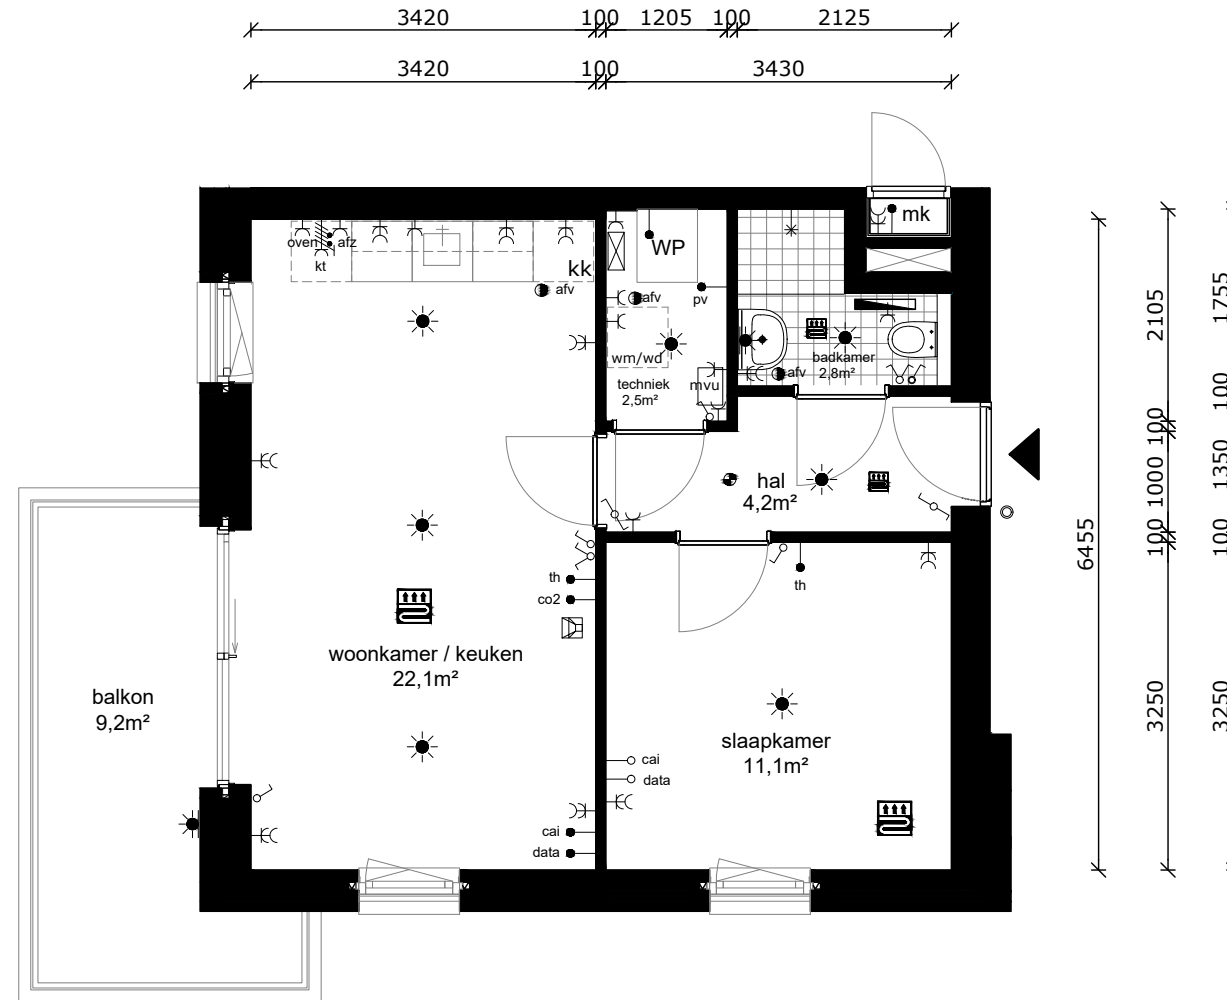 3420 100 1205 100 2125
3420 100 3430
mk
oven afz
kt
kk
afv
WP
afv
pv
wm/wd
techniek
2,5m²
mvu
badkamer
2,8m²
afv
hal
4,2m²
th
co2
th
woonkamer / keuken
22,1m²
balkon
9,2m²
slaapkamer
11,1m²
cai
data
cai
data
6455
2105
100
1000
100
3250
1755
100
1350
100
3250